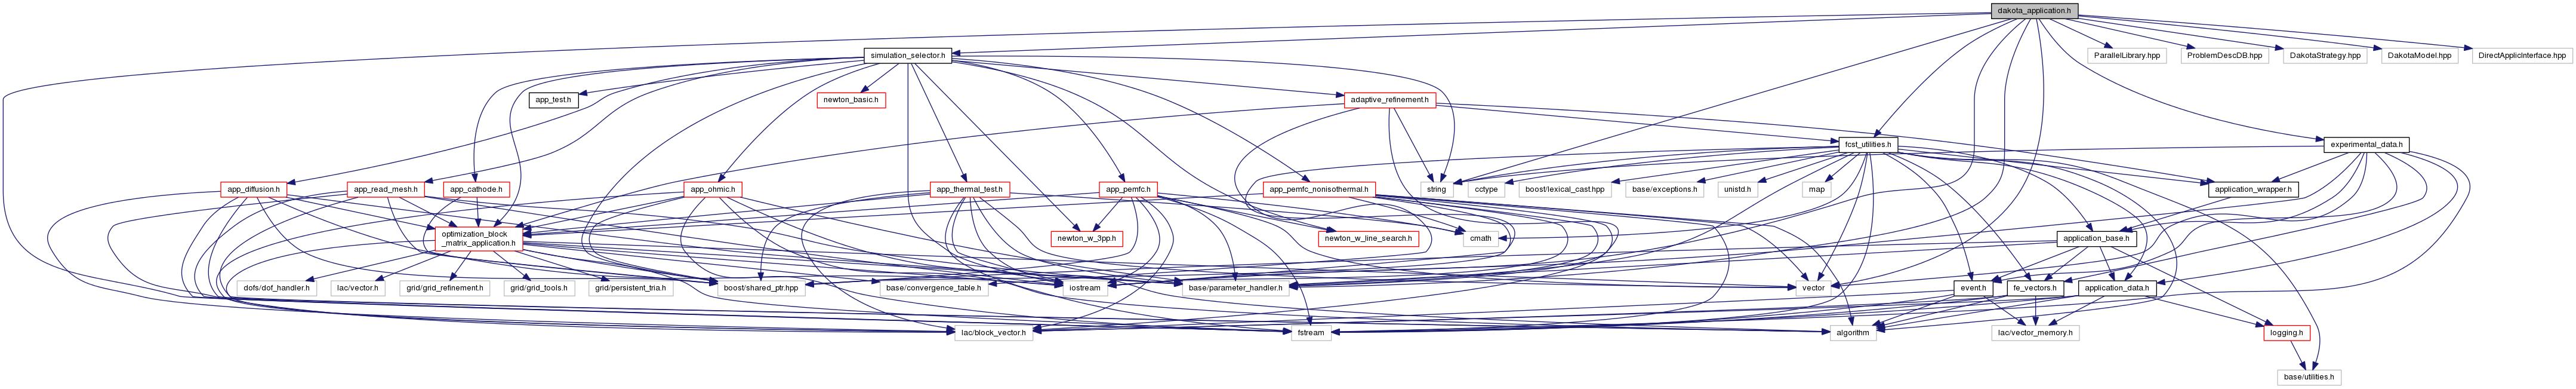 dakota_application.h
simulation_selector.h
ParallelLibrary.hpp
ProblemDescDB.hpp
DakotaStrategy.hpp
DakotaModel.hpp
DirectApplicInterface.hpp
app_test.h
newton_basic.h
adaptive_refinement.h
fcst_utilities.h
experimental_data.h
app_diffusion.h
app_read_mesh.h
app_cathode.h
app_ohmic.h
app_thermal_test.h
app_pemfc.h
app_pemfc_nonisothermal.h
string
cctype
boost/lexical_cast.hpp
base/exceptions.h
unistd.h
map
application_wrapper.h
optimization_block
_matrix_application.h
newton_w_3pp.h
newton_w_line_search.h
cmath
application_base.h
dofs/dof_handler.h
lac/vector.h
grid/grid_refinement.h
grid/grid_tools.h
grid/persistent_tria.h
boost/shared_ptr.hpp
base/convergence_table.h
iostream
base/parameter_handler.h
vector
event.h
fe_vectors.h
application_data.h
lac/block_vector.h
fstream
algorithm
lac/vector_memory.h
logging.h
base/utilities.h